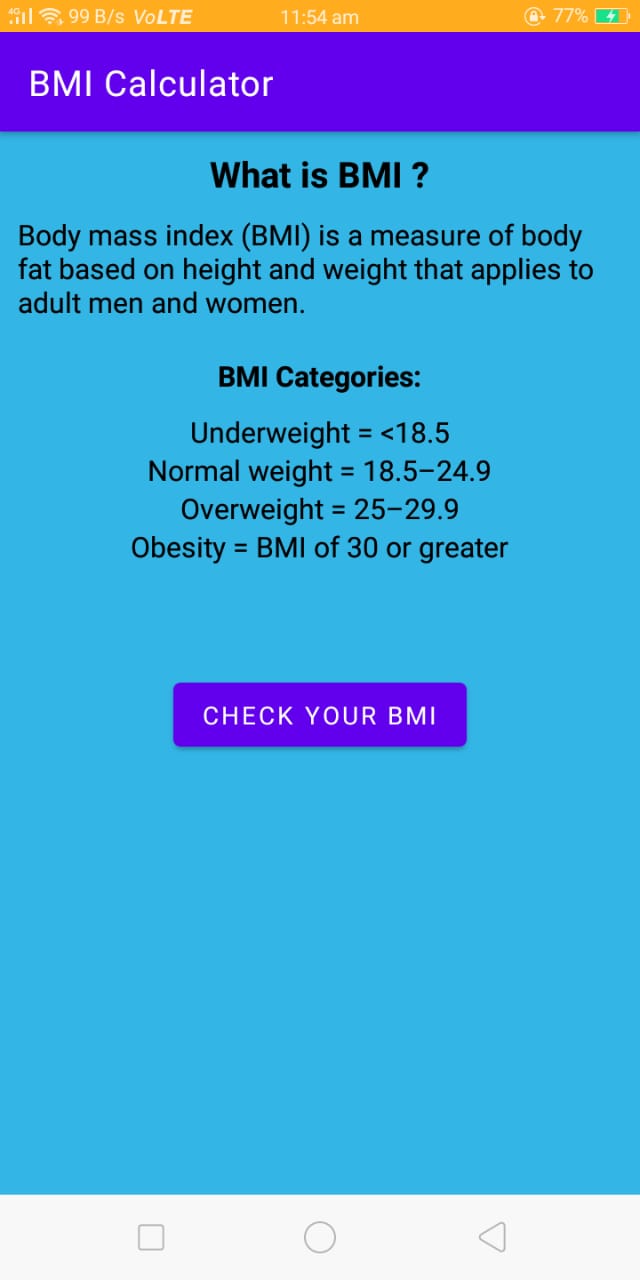 4G 99 B/s VoLTE 11:54 am 77%
BMI Calculator
What is BMI ?
Body mass index (BMI) is a measure of body
fat based on height and weight that applies to
adult men and women.
BMI Categories:
Underweight = <18.5
Normal weight = 18.5–24.9
Overweight = 25–29.9
Obesity = BMI of 30 or greater
CHECK YOUR BMI